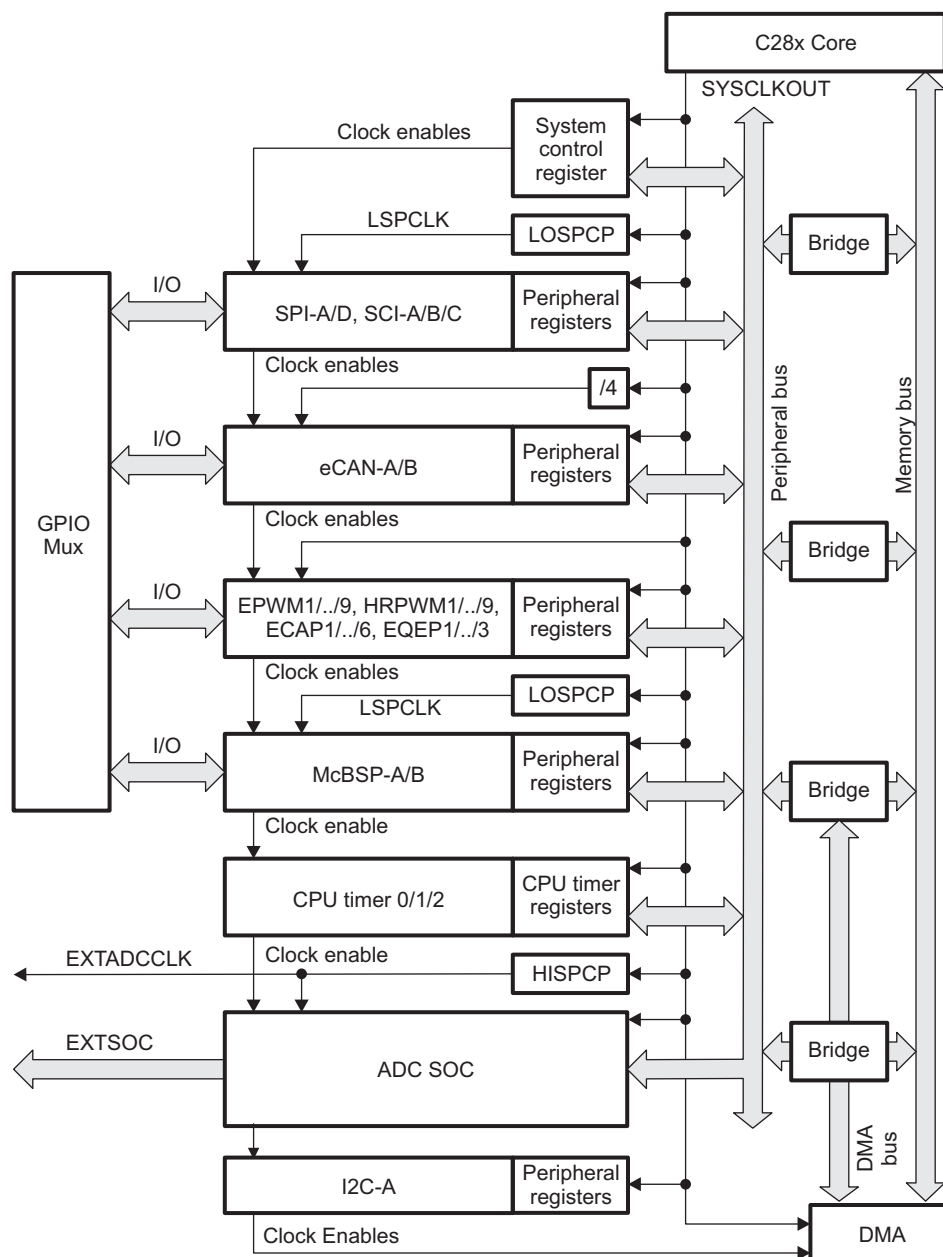 C28x Core
SYSCLKOUT
Clock enables
System
control
register
LSPCLK
LOSPCP
Bridge
I/O
SPI-A/D, SCI-A/B/C
Peripheral
registers
Clock enables
/4
Peripheral bus
Memory bus
I/O
eCAN-A/B
Peripheral
registers
GPIO
Mux
Clock enables
Bridge
I/O
EPWM1/../9, HRPWM1/../9,
ECAP1/../6, EQEP1/../3
Peripheral
registers
Clock enables
LSPCLK
LOSPCP
I/O
McBSP-A/B
Peripheral
registers
Bridge
Clock enable
CPU timer 0/1/2
CPU timer
registers
EXTADCCLK
Clock enable
HISPCP
EXTSOC
ADC SOC
Bridge
DMA
bus
I2C-A
Peripheral
registers
Clock Enables
DMA